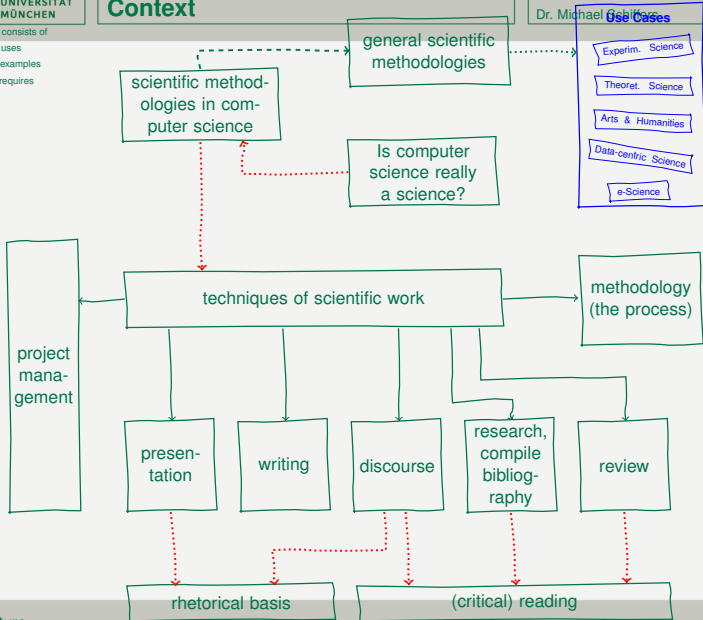 UNIVERSITÄT
MÜNCHEN
Context
Dr. Michael Schiffers
consists of
uses
examples
requires
Use Cases
Experim. Science
Theoret. Science
Arts & Humanities
Data-centric Science
e-Science
general scientific
methodologies
scientific method-
ologies in com-
puter science
Is computer
science really
a science?
techniques of scientific work
methodology
(the process)
project
mana-
gement
presen-
tation
writing
discourse
research,
compile
bibliog-
raphy
review
rhetorical basis
(critical) reading